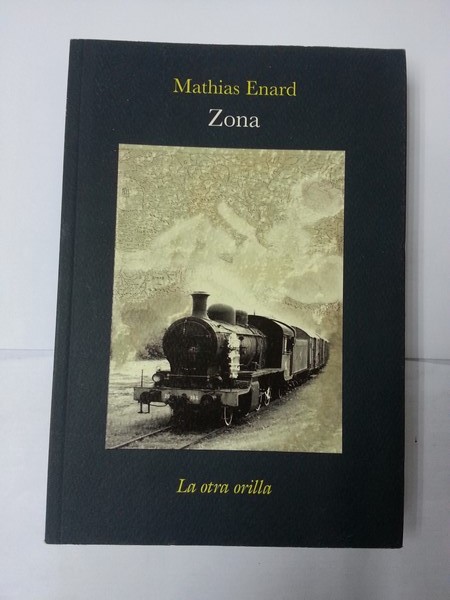 Mathias Enard
Zona
La otra orilla